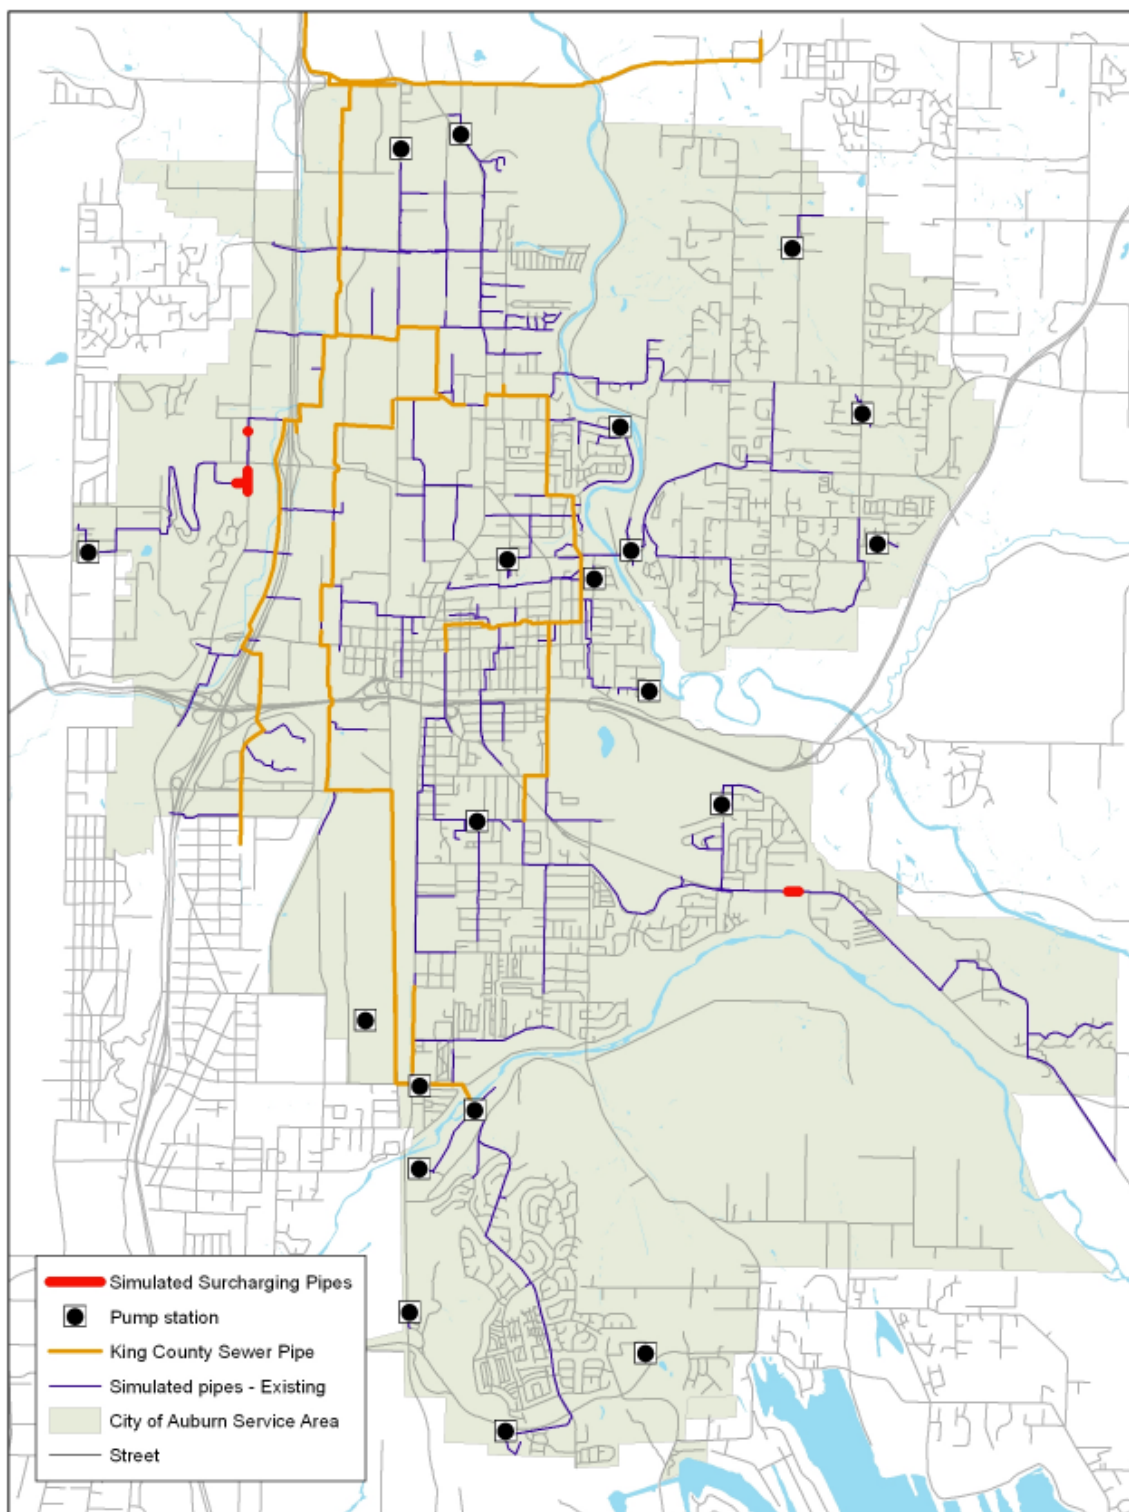 Simulated Surcharging Pipes
Pump station
King County Sewer Pipe
Simulated pipes - Existing
City of Auburn Service Area
Street